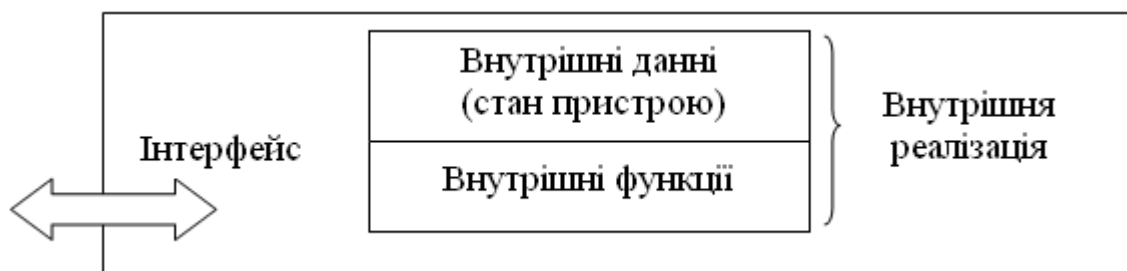 Внутрішні данні
(стан пристрою)
Внутрішня
реалізація
Інтерфейс
Внутрішні функції